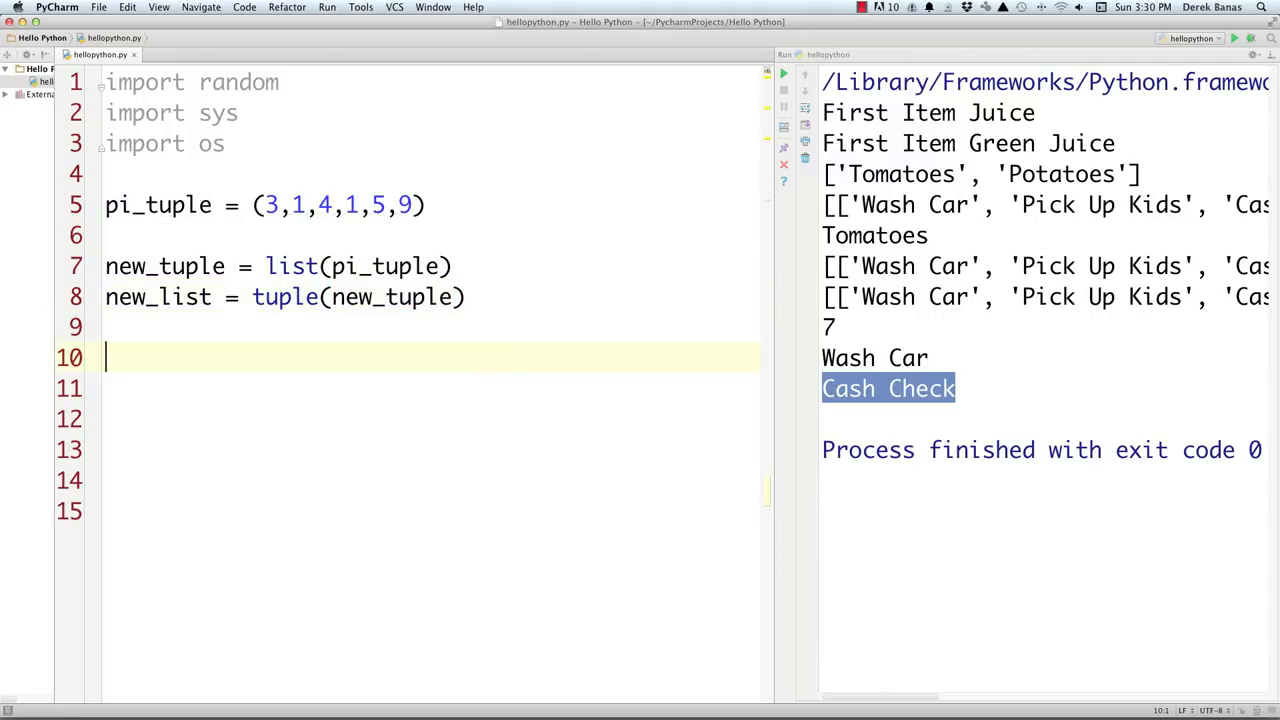 PyCharm File Edit View Navigate Code Refactor Run Tools VCS Window Help 10 Sun 3:30 PM Derek Banas
hellopython.py – Hello Python – [~/PycharmProjects/Hello Python]
Hello Python hellopython.py hellopython
hellopython.py
Run hellopython
Hello P
hell
Externa
1 import random
2 import sys
3 import os
4
5 pi_tuple = (3,1,4,1,5,9)
6
7 new_tuple = list(pi_tuple)
8 new_list = tuple(new_tuple)
9
10
11
12
13
14
15
/Library/Frameworks/Python.framewo
First Item Juice
First Item Green Juice
['Tomatoes', 'Potatoes']
[['Wash Car', 'Pick Up Kids', 'Cas
Tomatoes
[['Wash Car', 'Pick Up Kids', 'Cas
[['Wash Car', 'Pick Up Kids', 'Cas
7
Wash Car
Cash Check
Process finished with exit code 0
10:1 LF UTF-8